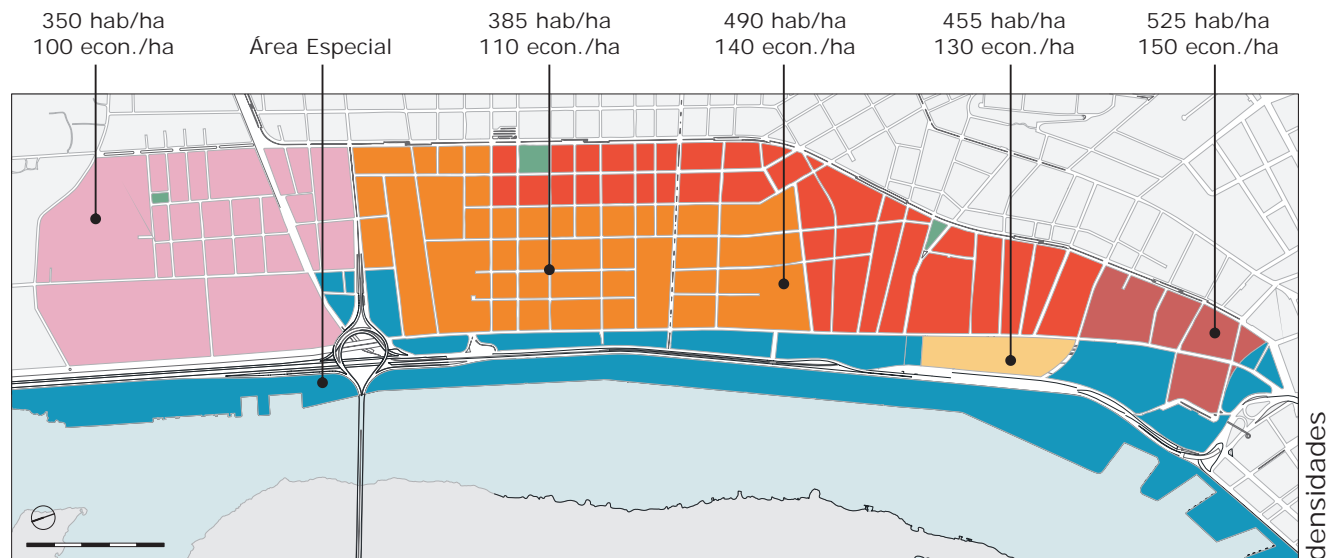 350 hab/ha
100 econ./ha
Área Especial
385 hab/ha
110 econ./ha
490 hab/ha
140 econ./ha
455 hab/ha
130 econ./ha
525 hab/ha
150 econ./ha
densidades